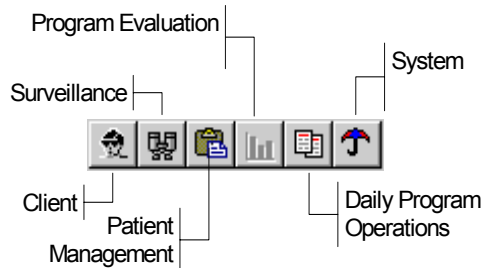 Program Evaluation
System
Surveillance
Client
Patient
Management
Daily Program
Operations